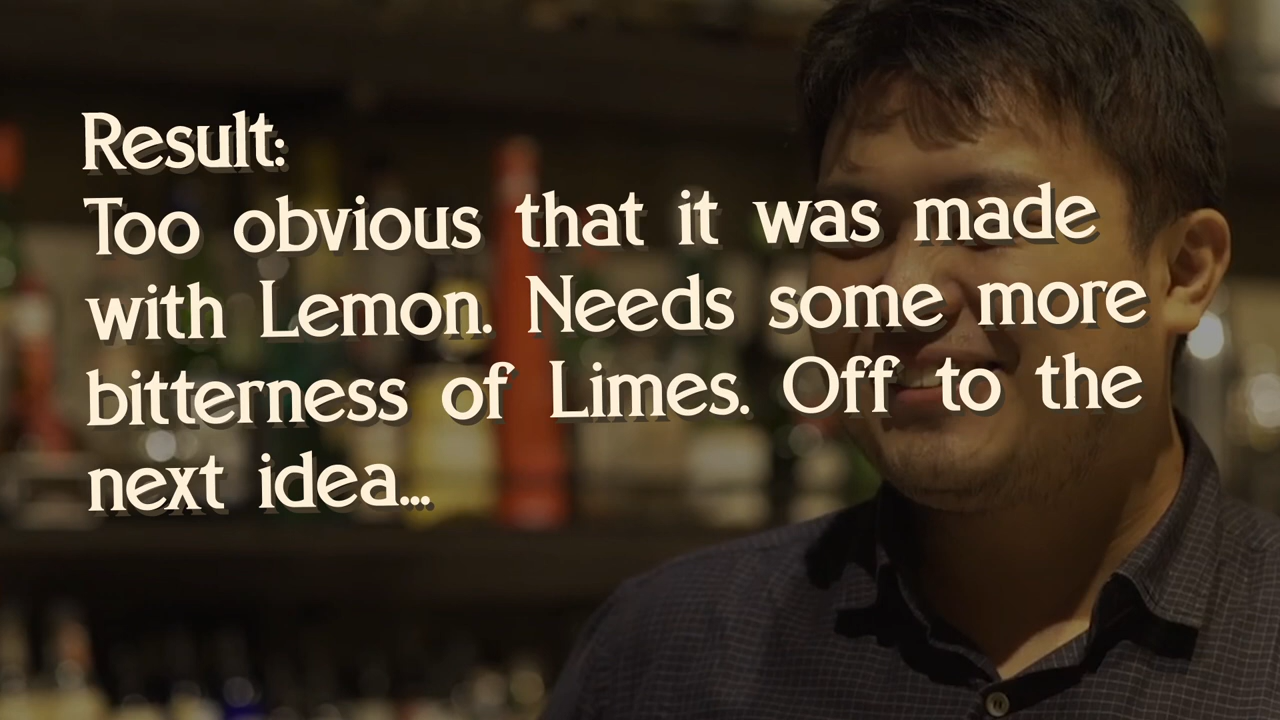 Result:
Too obvious that it was made
with Lemon. Needs some more
bitterness of Limes. Off to the
next idea...